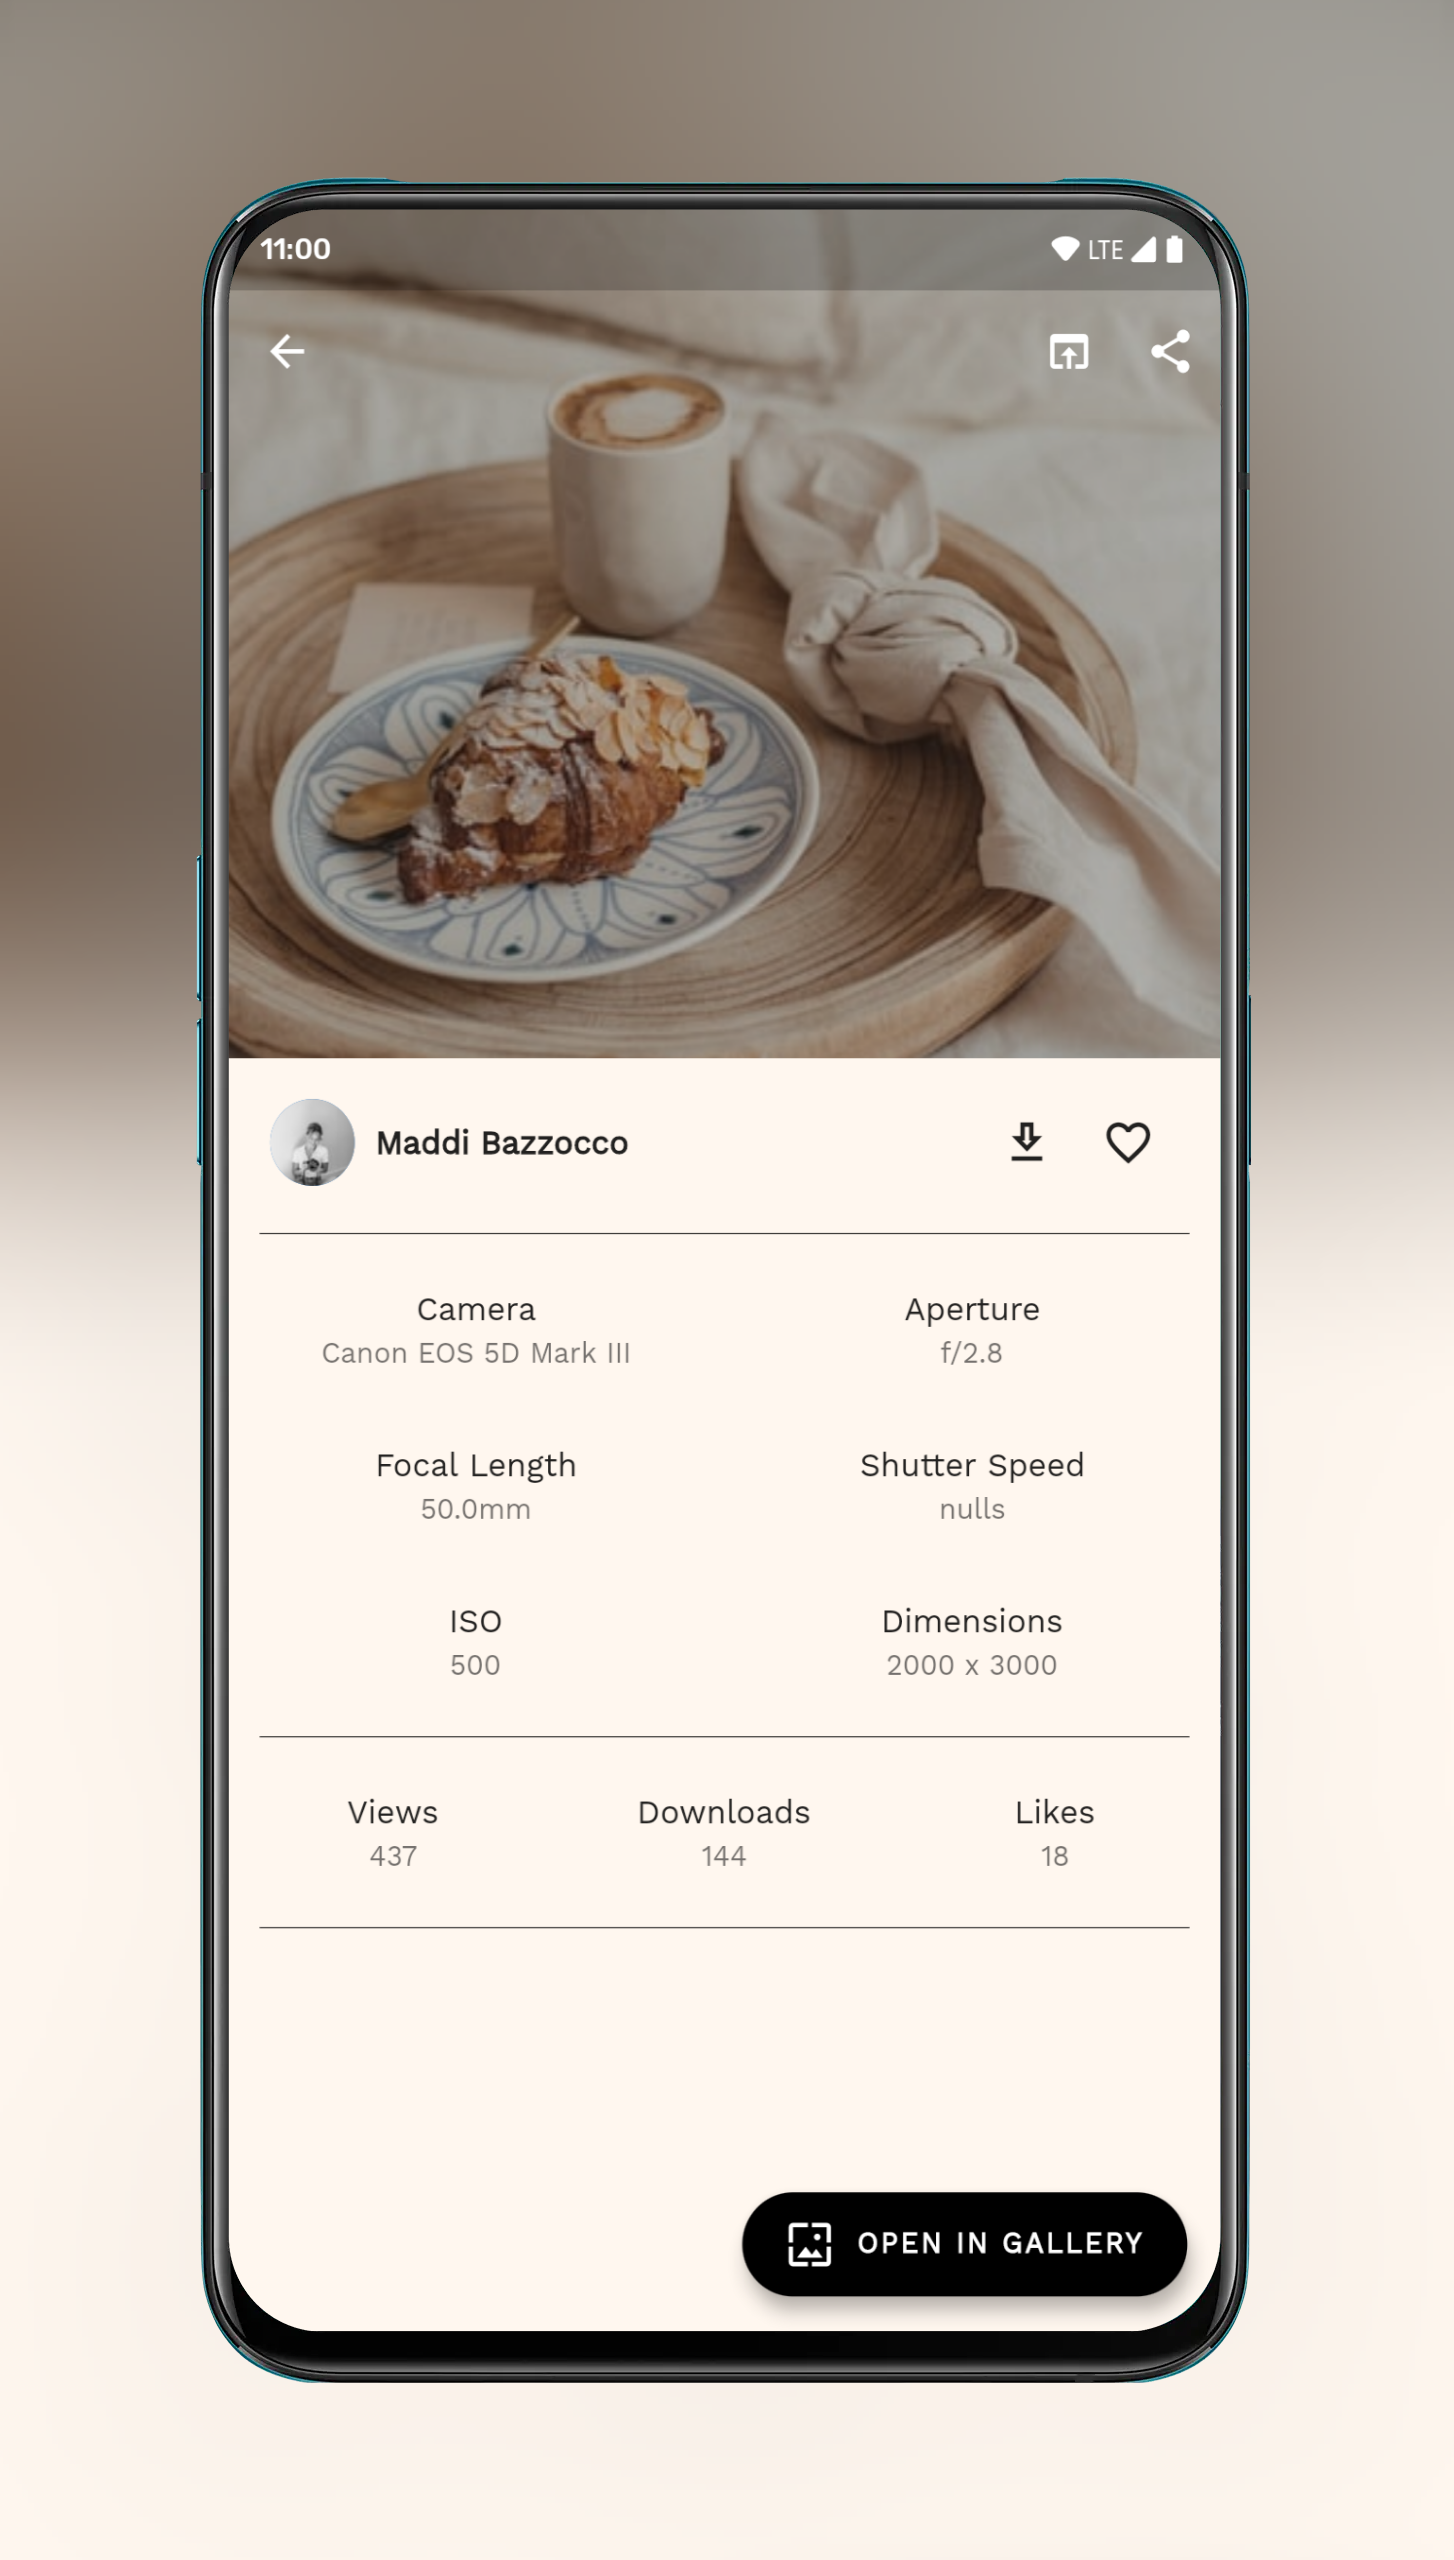 11:00 LTE
Maddi Bazzocco
Camera Aperture
Canon EOS 5D Mark III f/2.8
Focal Length Shutter Speed
50.0mm nulls
ISO Dimensions
500 2000 x 3000
Views Downloads Likes
437 144 18
OPEN IN GALLERY